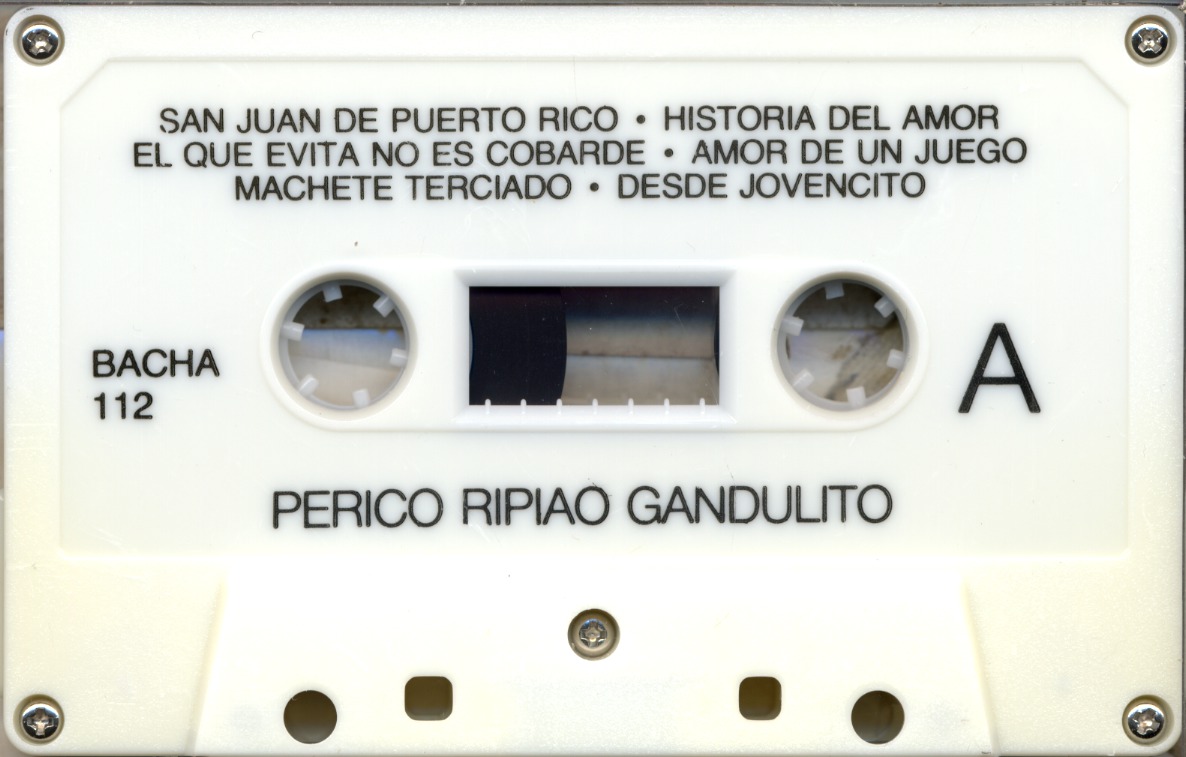 SAN JUAN DE PUERTO RICO • HISTORIA DEL AMOR
EL QUE EVITA NO ES COBARDE • AMOR DE UN JUEGO
MACHETE TERCIADO • DESDE JOVENCITO
BACHA
112
A
PERICO RIPIAO GANDULITO